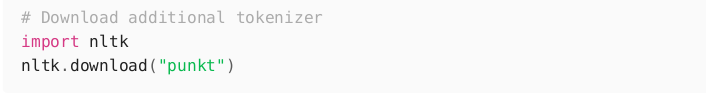 # Download additional tokenizer
import nltk
nltk.download("punkt")